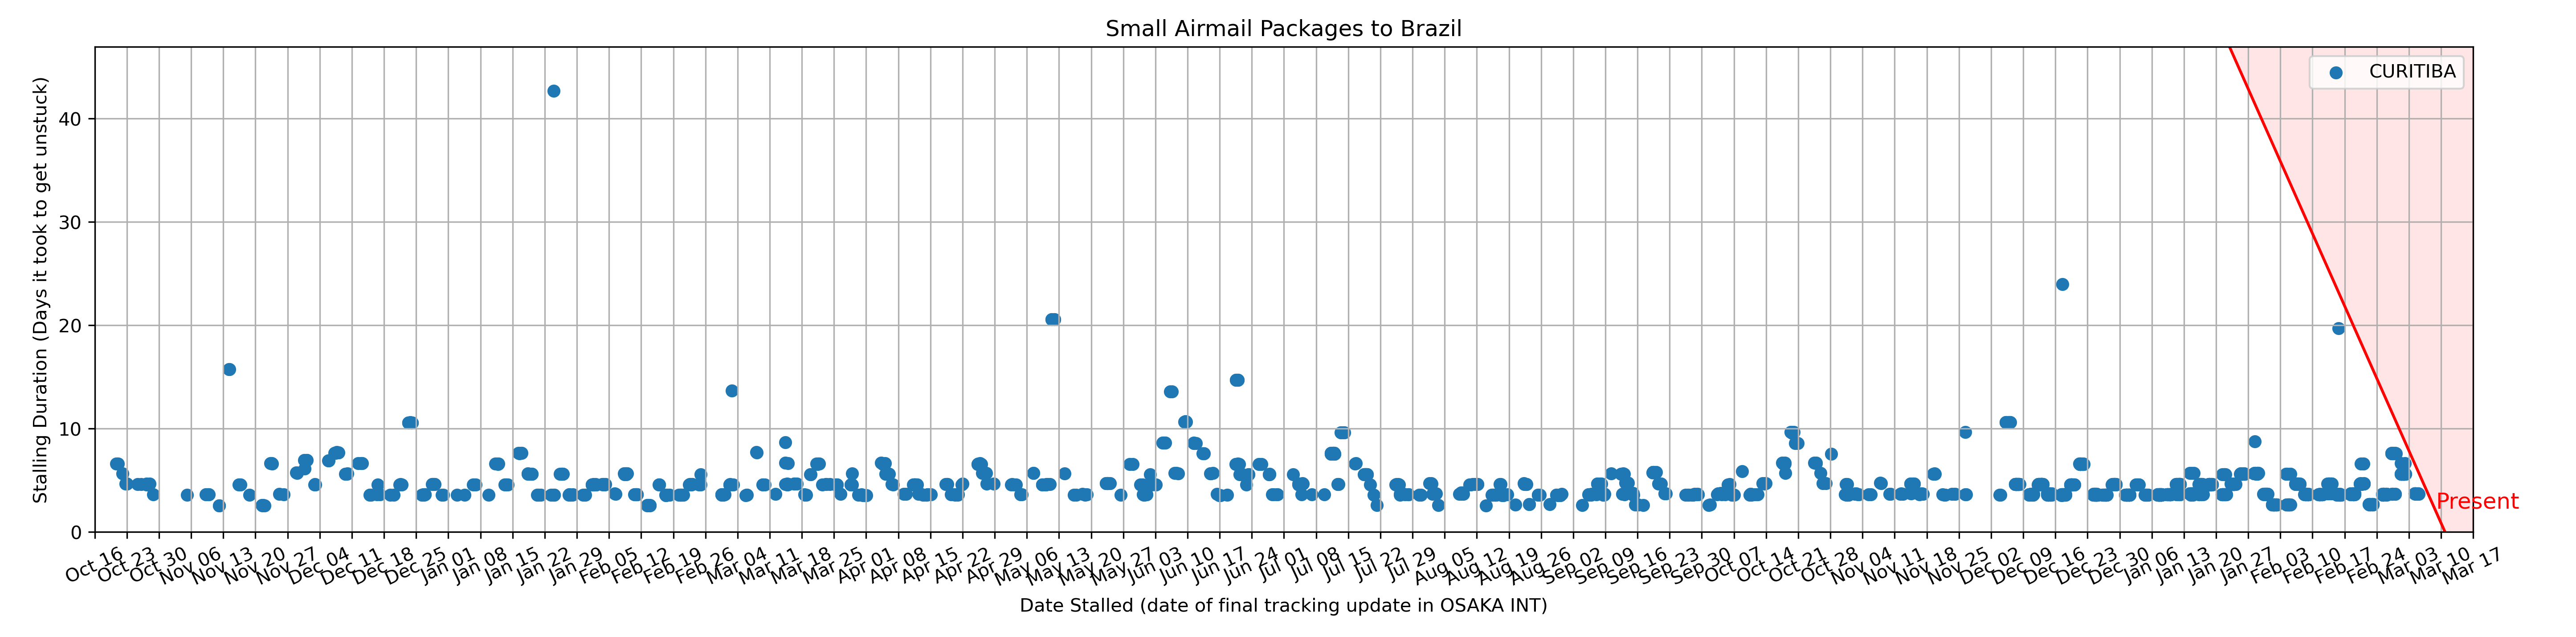 Small Airmail Packages to Brazil
CURITIBA
Stalling Duration (Days it took to get unstuck)
40
30
20
10
0
Present
Oct 16 Oct 23 Oct 30 Nov 06 Nov 13 Nov 20 Nov 27 Dec 04 Dec 11 Dec 18 Dec 25 Jan 01 Jan 08 Jan 15 Jan 22 Jan 29 Feb 05 Feb 12 Feb 19 Feb 26 Mar 04 Mar 11 Mar 18 Mar 25 Apr 01 Apr 08 Apr 15 Apr 22 Apr 29 May 06 May 13 May 20 May 27 Jun 03 Jun 10 Jun 17 Jun 24 Jul 01 Jul 08 Jul 15 Jul 22 Jul 29 Aug 05 Aug 12 Aug 19 Aug 26 Sep 02 Sep 09 Sep 16 Sep 23 Sep 30 Oct 07 Oct 14 Oct 21 Oct 28 Nov 04 Nov 11 Nov 18 Nov 25 Dec 02 Dec 09 Dec 16 Dec 23 Dec 30 Jan 06 Jan 13 Jan 20 Jan 27 Feb 03 Feb 10 Feb 17 Feb 24 Mar 03 Mar 10 Mar 17
Date Stalled (date of final tracking update in OSAKA INT)